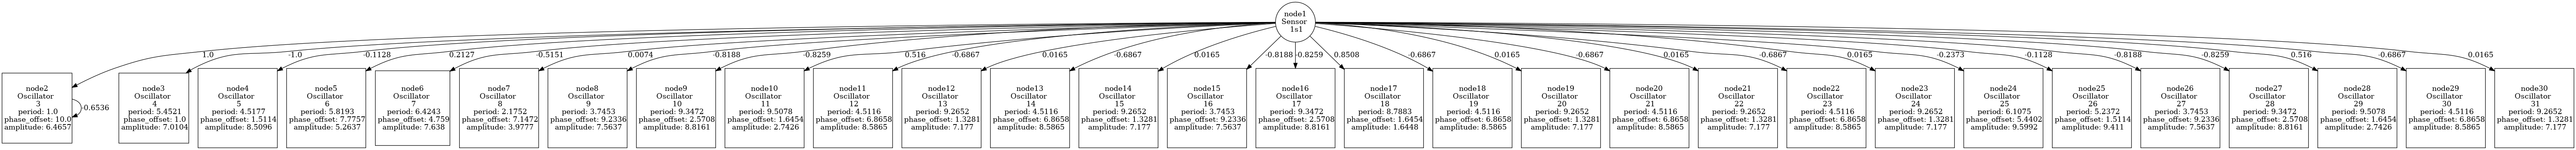 node1
Sensor
1s1
1.0
-1.0
-0.1128
0.2127
-0.5151
0.0074
-0.8188
-0.8259
0.516
-0.6867
0.0165
-0.6867
0.0165
-0.8188
-0.8259
0.8508
-0.6867
0.0165
-0.6867
0.0165
-0.6867
0.0165
-0.2373
-0.1128
-0.8188
-0.8259
0.516
-0.6867
0.0165
node2
Oscillator
3
period: 1.0
phase_offset: 10.0
amplitude: 6.4657
-0.6536
node3
Oscillator
4
period: 5.4521
phase_offset: 1.0
amplitude: 7.0104
node4
Oscillator
5
period: 4.5177
phase_offset: 1.5114
amplitude: 8.5096
node5
Oscillator
6
period: 5.8193
phase_offset: 7.7757
amplitude: 5.2637
node6
Oscillator
7
period: 6.4243
phase_offset: 4.759
amplitude: 7.638
node7
Oscillator
8
period: 2.1752
phase_offset: 7.1472
amplitude: 3.9777
node8
Oscillator
9
period: 3.7453
phase_offset: 9.2336
amplitude: 7.5637
node9
Oscillator
10
period: 9.3472
phase_offset: 2.5708
amplitude: 8.8161
node10
Oscillator
11
period: 9.5078
phase_offset: 1.6454
amplitude: 2.7426
node11
Oscillator
12
period: 4.5116
phase_offset: 6.8658
amplitude: 8.5865
node12
Oscillator
13
period: 9.2652
phase_offset: 1.3281
amplitude: 7.177
node13
Oscillator
14
period: 4.5116
phase_offset: 6.8658
amplitude: 8.5865
node14
Oscillator
15
period: 9.2652
phase_offset: 1.3281
amplitude: 7.177
node15
Oscillator
16
period: 3.7453
phase_offset: 9.2336
amplitude: 7.5637
node16
Oscillator
17
period: 9.3472
phase_offset: 2.5708
amplitude: 8.8161
node17
Oscillator
18
period: 8.7883
phase_offset: 1.6454
amplitude: 1.6448
node18
Oscillator
19
period: 4.5116
phase_offset: 6.8658
amplitude: 8.5865
node19
Oscillator
20
period: 9.2652
phase_offset: 1.3281
amplitude: 7.177
node20
Oscillator
21
period: 4.5116
phase_offset: 6.8658
amplitude: 8.5865
node21
Oscillator
22
period: 9.2652
phase_offset: 1.3281
amplitude: 7.177
node22
Oscillator
23
period: 4.5116
phase_offset: 6.8658
amplitude: 8.5865
node23
Oscillator
24
period: 9.2652
phase_offset: 1.3281
amplitude: 7.177
node24
Oscillator
25
period: 6.1075
phase_offset: 5.4402
amplitude: 9.5992
node25
Oscillator
26
period: 5.2372
phase_offset: 1.5114
amplitude: 9.411
node26
Oscillator
27
period: 3.7453
phase_offset: 9.2336
amplitude: 7.5637
node27
Oscillator
28
period: 9.3472
phase_offset: 2.5708
amplitude: 8.8161
node28
Oscillator
29
period: 9.5078
phase_offset: 1.6454
amplitude: 2.7426
node29
Oscillator
30
period: 4.5116
phase_offset: 6.8658
amplitude: 8.5865
node30
Oscillator
31
period: 9.2652
phase_offset: 1.3281
amplitude: 7.177